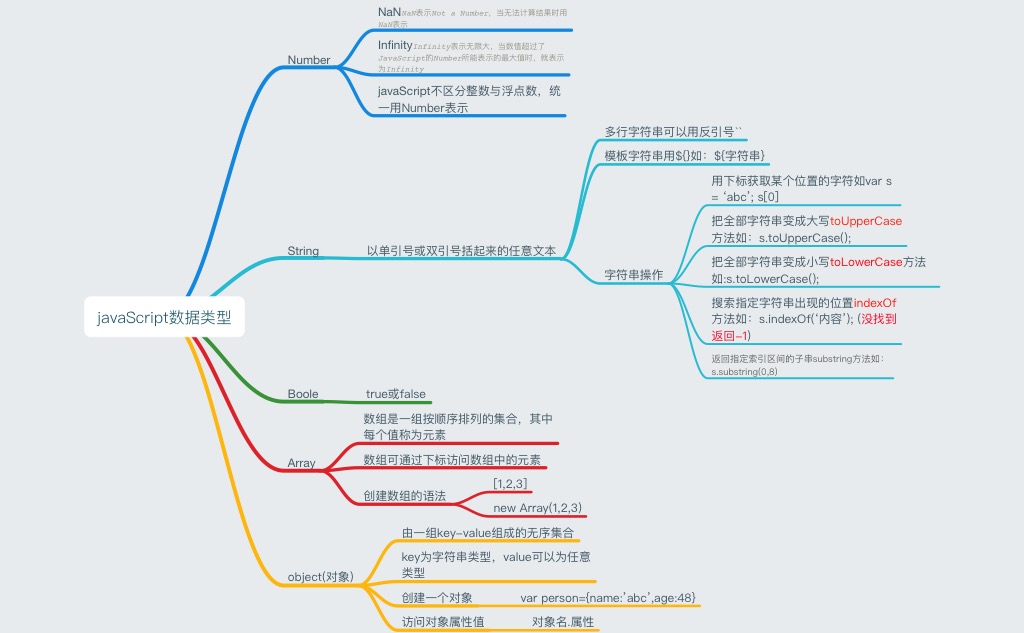 javaScript数据类型
Number
NaNNaN表示Not a Number，当无法计算结果时用
NaN表示
InfinityInfinity表示无限大，当数值超过了
JavaScript的Number所能表示的最大值时，就表示
为Infinity
javaScript不区分整数与浮点数，统
一用Number表示
String
以单引号或双引号括起来的任意文本
多行字符串可以用反引号``
模板字符串用${}如：${字符串}
字符串操作
用下标获取某个位置的字符如var s
= ‘abc’; s[0]
把全部字符串变成大写toUpperCase
方法如：s.toUpperCase();
把全部字符串变成小写toLowerCase方法
如:s.toLowerCase();
搜索指定字符串出现的位置indexOf
方法如：s.indexOf(‘内容’); (没找到
返回-1)
返回指定索引区间的子串substring方法如：
s.substring(0,8)
Boole
true或false
Array
数组是一组按顺序排列的集合，其中
每个值称为元素
数组可通过下标访问数组中的元素
创建数组的语法
[1,2,3]
new Array(1,2,3)
object(对象)
由一组key-value组成的无序集合
key为字符串类型，value可以为任意
类型
创建一个对象
var person={name:’abc’,age:48}
访问对象属性值
对象名.属性